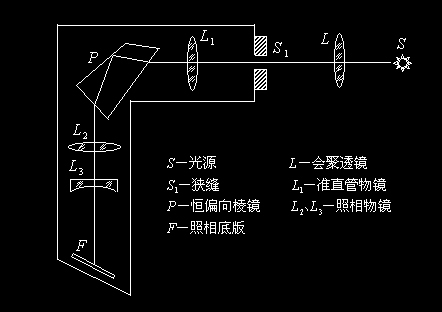 P
L₁
S₁
L
S
L₂
L₃
F
S—光源
L—会聚透镜
S₁—狭缝
L₁—准直管物镜
P—恒偏向棱镜
L₂、L₃—照相物镜
F—照相底版